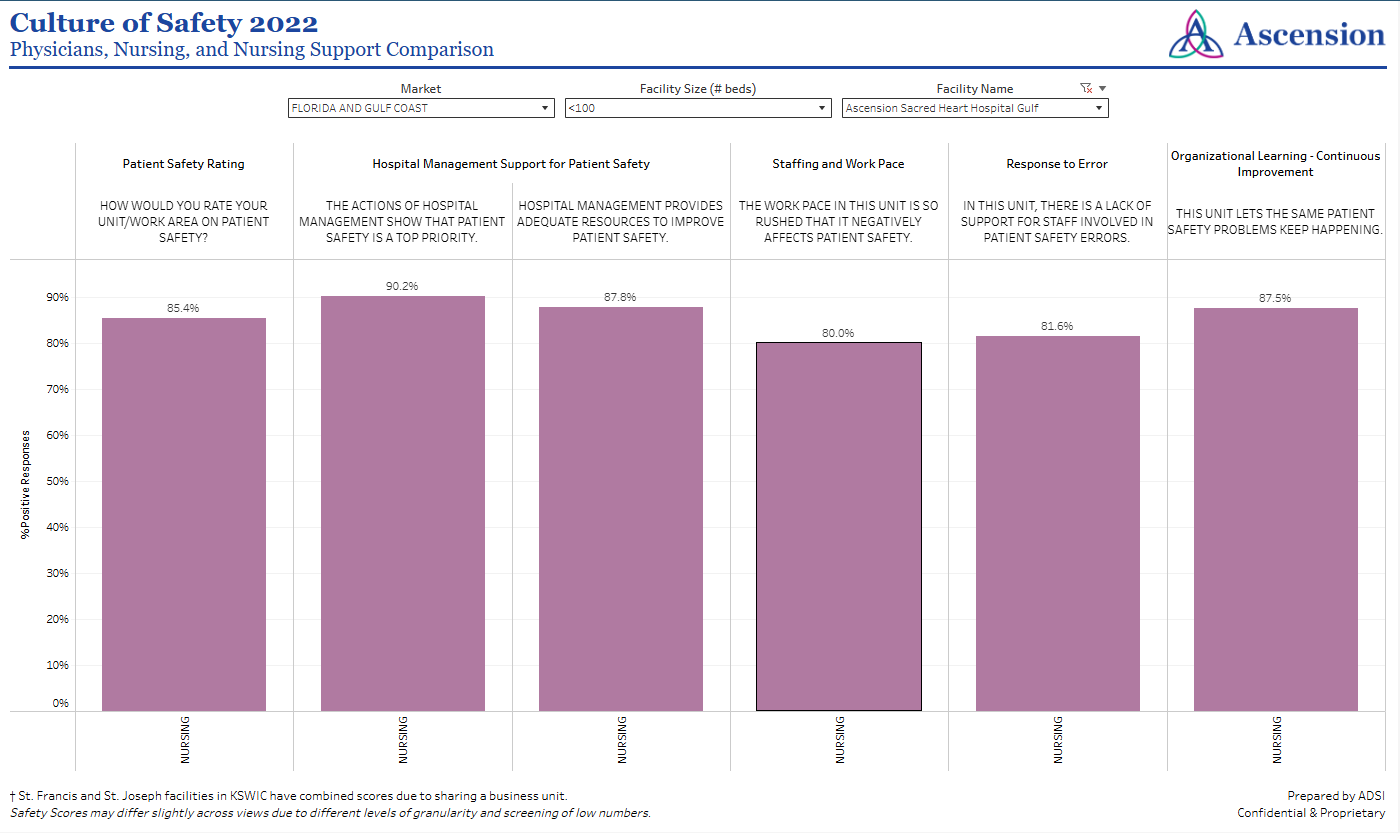 Culture of Safety 2022
Physicians, Nursing, and Nursing Support Comparison
Ascension
Market
FLORIDA AND GULF COAST
Facility Size (# beds)
<100
Facility Name
Ascension Sacred Heart Hospital Gulf
Patient Safety Rating
Hospital Management Support for Patient Safety
Staffing and Work Pace
Response to Error
Organizational Learning - Continuous
Improvement
HOW WOULD YOU RATE YOUR
UNIT/WORK AREA ON PATIENT
SAFETY?
THE ACTIONS OF HOSPITAL
MANAGEMENT SHOW THAT PATIENT
SAFETY IS A TOP PRIORITY.
HOSPITAL MANAGEMENT PROVIDES
ADEQUATE RESOURCES TO IMPROVE
PATIENT SAFETY.
THE WORK PACE IN THIS UNIT IS SO
RUSHED THAT IT NEGATIVELY
AFFECTS PATIENT SAFETY.
IN THIS UNIT, THERE IS A LACK OF
SUPPORT FOR STAFF INVOLVED IN
PATIENT SAFETY ERRORS.
THIS UNIT LETS THE SAME PATIENT
SAFETY PROBLEMS KEEP HAPPENING.
%Positive Responses
90%
80%
70%
60%
50%
40%
30%
20%
10%
0%
85.4%
90.2%
87.8%
80.0%
81.6%
87.5%
NURSING
NURSING
NURSING
NURSING
NURSING
NURSING
† St. Francis and St. Joseph facilities in KSWIC have combined scores due to sharing a business unit.
Safety Scores may differ slightly across views due to different levels of granularity and screening of low numbers.
Prepared by ADSI
Confidential & Proprietary